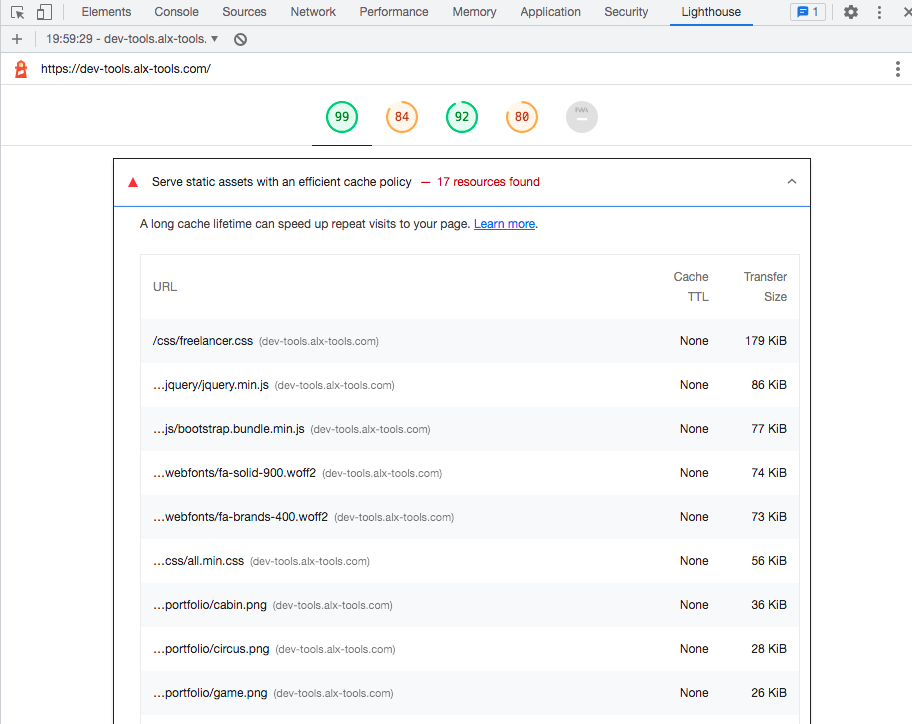 Elements Console Sources Network Performance Memory Application Security Lighthouse 1
19:59:29 - dev-tools.alx-tools.
https://dev-tools.alx-tools.com/
99 84 92 80 PWA
Serve static assets with an efficient cache policy — 17 resources found
A long cache lifetime can speed up repeat visits to your page. Learn more.
URL Cache TTL Transfer Size
/css/freelancer.css (dev-tools.alx-tools.com) None 179 KiB
…jquery/jquery.min.js (dev-tools.alx-tools.com) None 86 KiB
…js/bootstrap.bundle.min.js (dev-tools.alx-tools.com) None 77 KiB
…webfonts/fa-solid-900.woff2 (dev-tools.alx-tools.com) None 74 KiB
…webfonts/fa-brands-400.woff2 (dev-tools.alx-tools.com) None 73 KiB
…css/all.min.css (dev-tools.alx-tools.com) None 56 KiB
…portfolio/cabin.png (dev-tools.alx-tools.com) None 36 KiB
…portfolio/circus.png (dev-tools.alx-tools.com) None 28 KiB
…portfolio/game.png (dev-tools.alx-tools.com) None 26 KiB